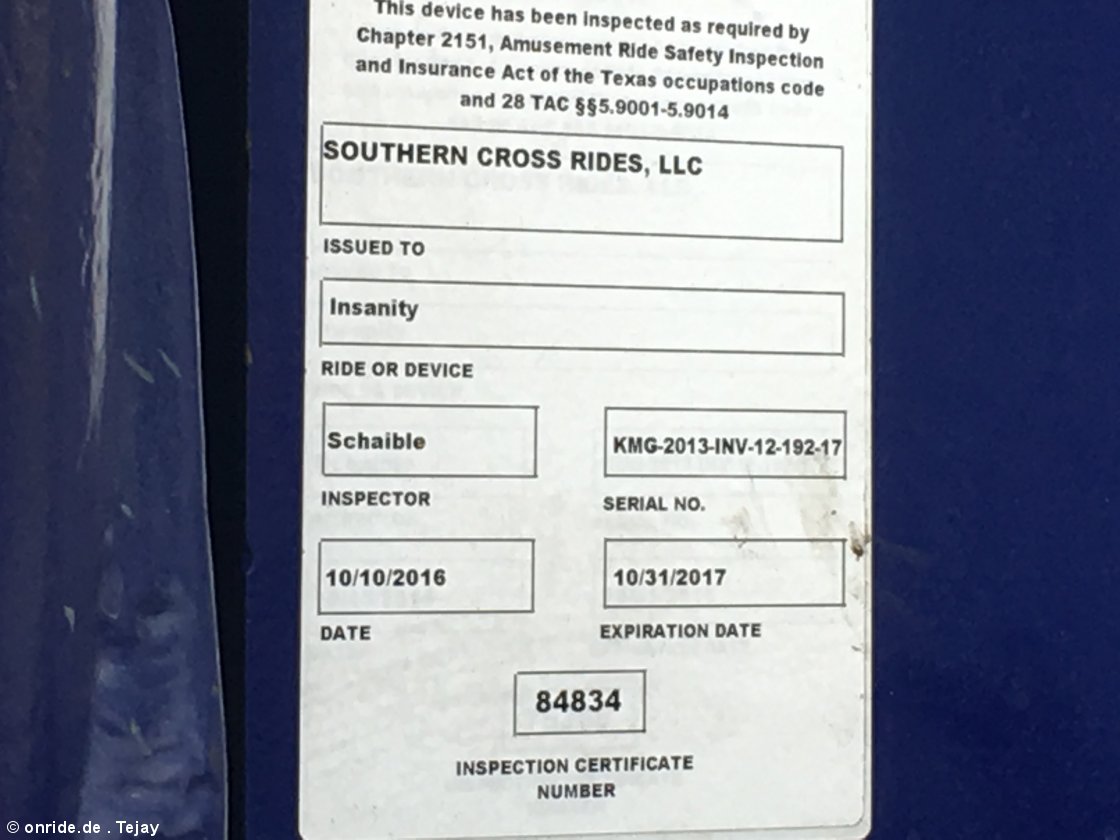 This device has been inspected as required by
Chapter 2151, Amusement Ride Safety Inspection
and Insurance Act of the Texas occupations code
and 28 TAC §§5.9001-5.9014
SOUTHERN CROSS RIDES, LLC
ISSUED TO
Insanity
RIDE OR DEVICE
Schaible
INSPECTOR
KMG-2013-INV-12-192-17
SERIAL NO.
10/10/2016
DATE
10/31/2017
EXPIRATION DATE
84834
INSPECTION CERTIFICATE
NUMBER
© onride.de . Tejay